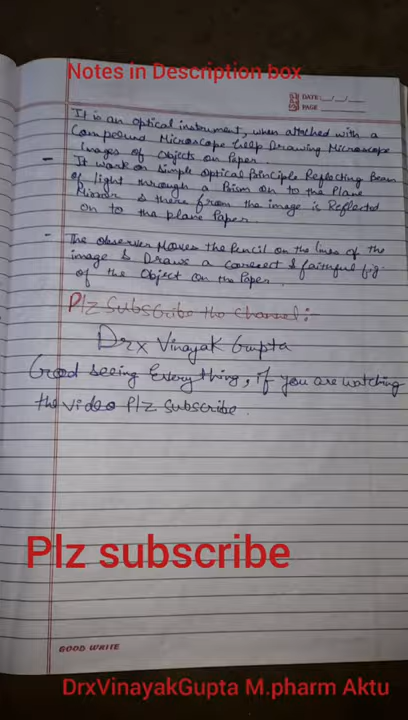 Notes in Description box
DATE: __/__/__
PAGE
It is an optical instrument, when attached with a
Compound Microscope help Drawing Microscope
Images of Objects on Paper.
- It work on Simple Optical Principle Reflecting Beam
of light through a Prism on to the Plane
Mirror & there from the image is Reflected
on to the plane Paper.
- The observer Moves the Pencil on the lines of the
image & Draws a correct & faithful fig.
of the Object on the Paper.
Plz Subscribe the Channel:-
Drx Vinayak Gupta
Good seeing Every thing, if you are watching
the video Plz subscribe.
Plz subscribe
GOOD WRITE
DrxVinayakGupta M.pharm Aktu